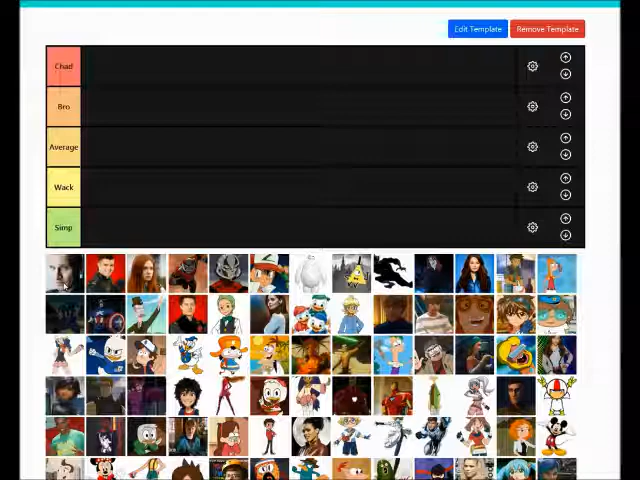 Edit Template
Remove Template
Chad
Bro
Average
Wack
Simp